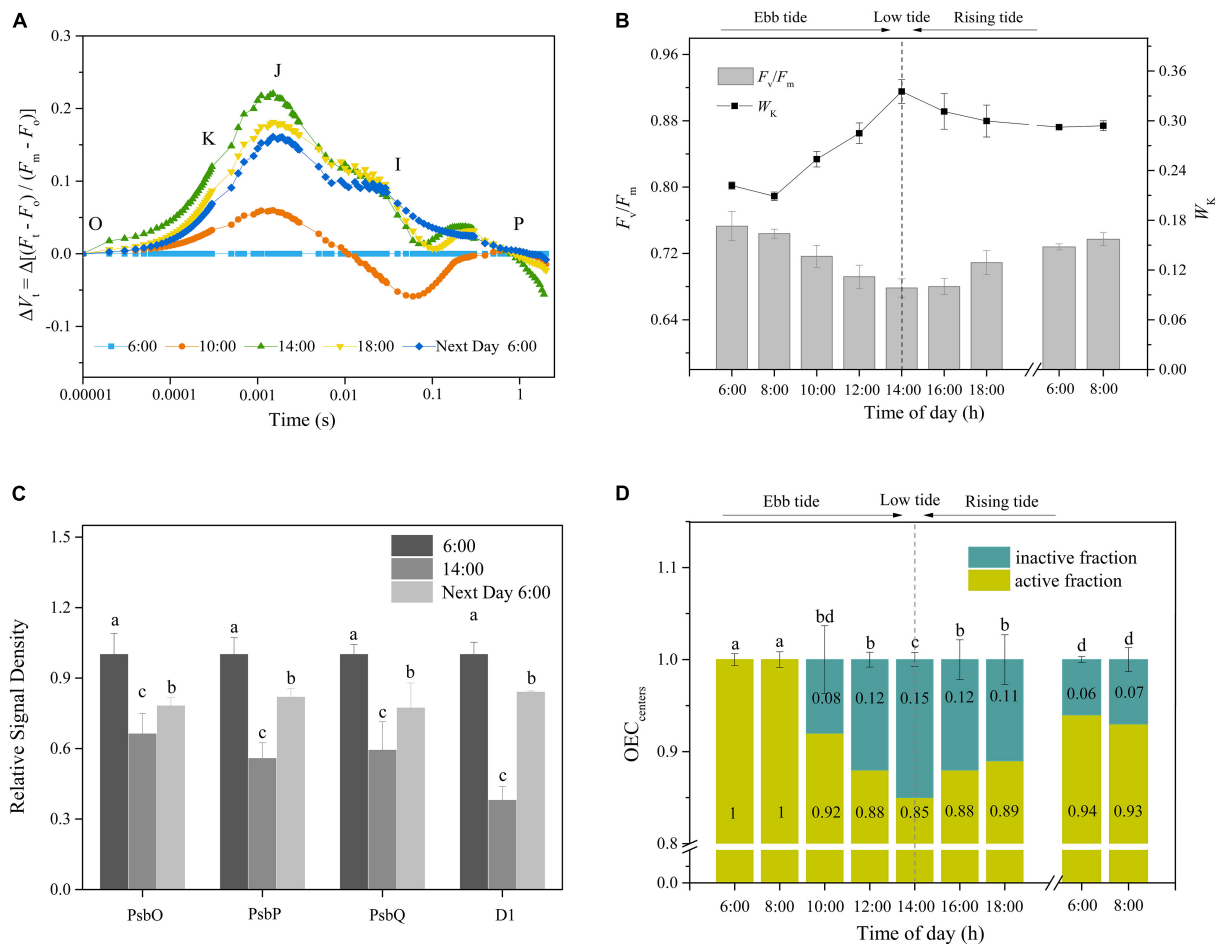 A
ΔVt = Δ[(Ft - Fo) / (Fm - Fo)]
0.3
0.2
0.1
0.0
-0.1
O
K
J
I
P
6:00
10:00
14:00
18:00
Next Day 6:00
0.00001
0.0001
0.001
0.01
0.1
1
Time (s)
B
Ebb tide
Low tide
Rising tide
Fv/Fm
0.96
0.88
0.80
0.72
0.64
Fv/Fm
WK
0.36
0.30
0.24
0.18
0.12
0.06
0.00
WK
6:00
8:00
10:00
12:00
14:00
16:00
18:00
6:00
8:00
Time of day (h)
C
Relative Signal Density
1.5
1.2
0.9
0.6
0.3
0.0
6:00
14:00
Next Day 6:00
a
c
b
a
c
b
a
c
b
a
c
b
PsbO
PsbP
PsbQ
D1
D
Ebb tide
Low tide
Rising tide
OECcenters
1.1
1.0
0.9
0.8
0.0
inactive fraction
active fraction
a
a
bd
b
c
b
b
d
d
0.08
0.12
0.15
0.12
0.11
0.06
0.07
1
1
0.92
0.88
0.85
0.88
0.89
0.94
0.93
6:00
8:00
10:00
12:00
14:00
16:00
18:00
6:00
8:00
Time of day (h)